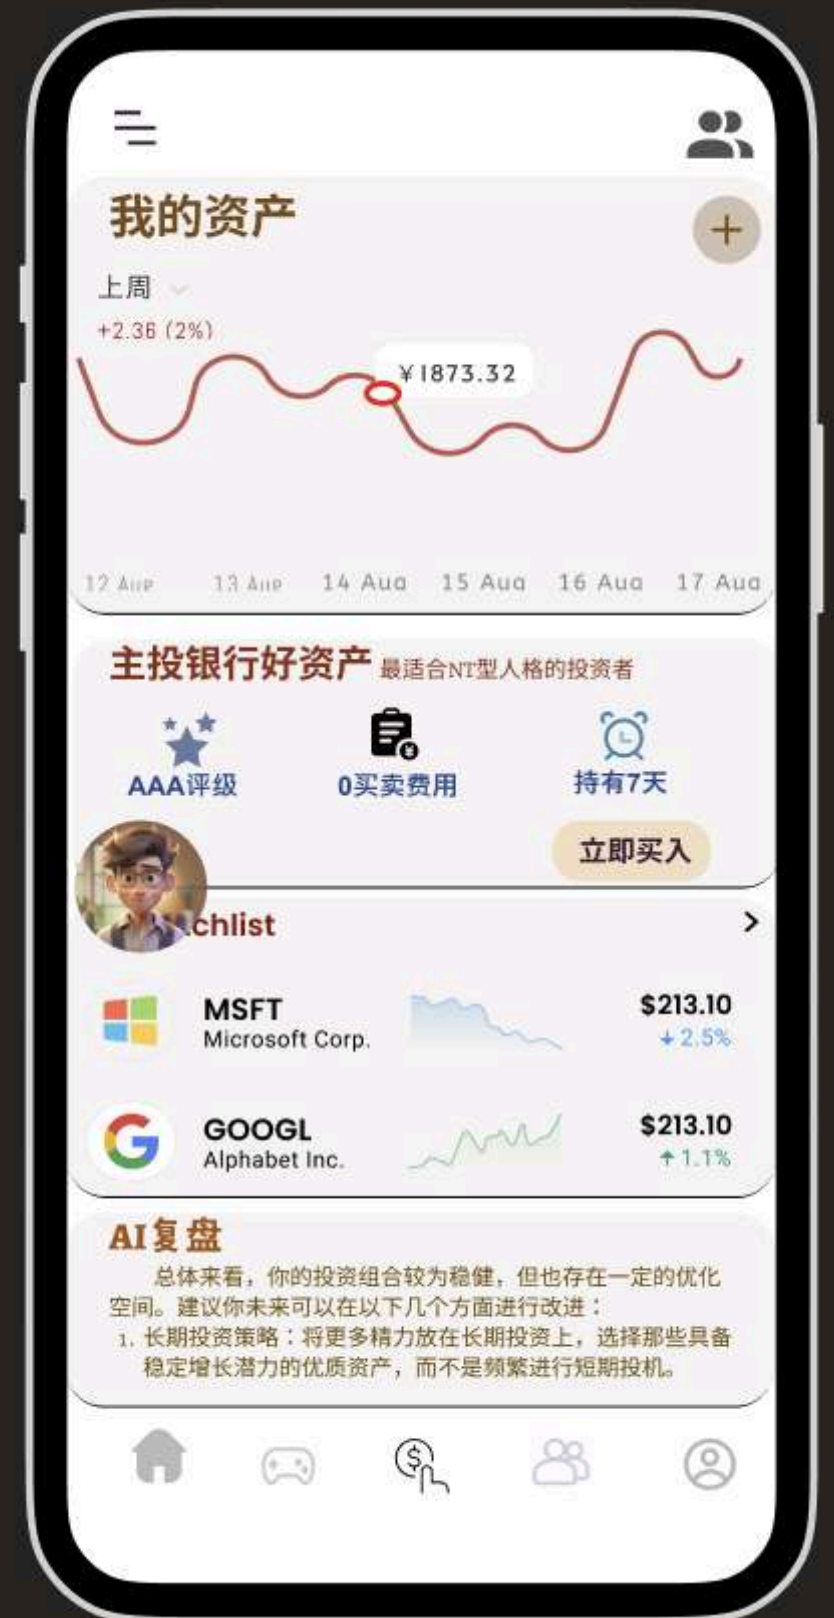 我的资产
上周
+2.36 (2%)
¥1873.32
12 Aug 13 Aug 14 Aug 15 Aug 16 Aug 17 Aug
主投银行好资产 最适合NT型人格的投资者
AAA评级 0买卖费用 持有7天
立即买入
chlist
MSFT $213.10
Microsoft Corp. 2.5%
GOOGL $213.10
Alphabet Inc. 1.1%
AI复盘
总体来看，你的投资组合较为稳健，但也存在一定的优化
空间。建议你未来可以在以下几个方面进行改进：
1. 长期投资策略：将更多精力放在长期投资上，选择那些具备
稳定增长潜力的优质资产，而不是频繁进行短期投机。